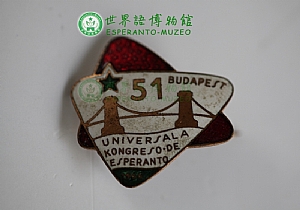 世界語博物館
ESPERANTO-MUZEO
51 BUDAPEST
UNIVERSALA
KONGRESO·DE
ESPERANTO